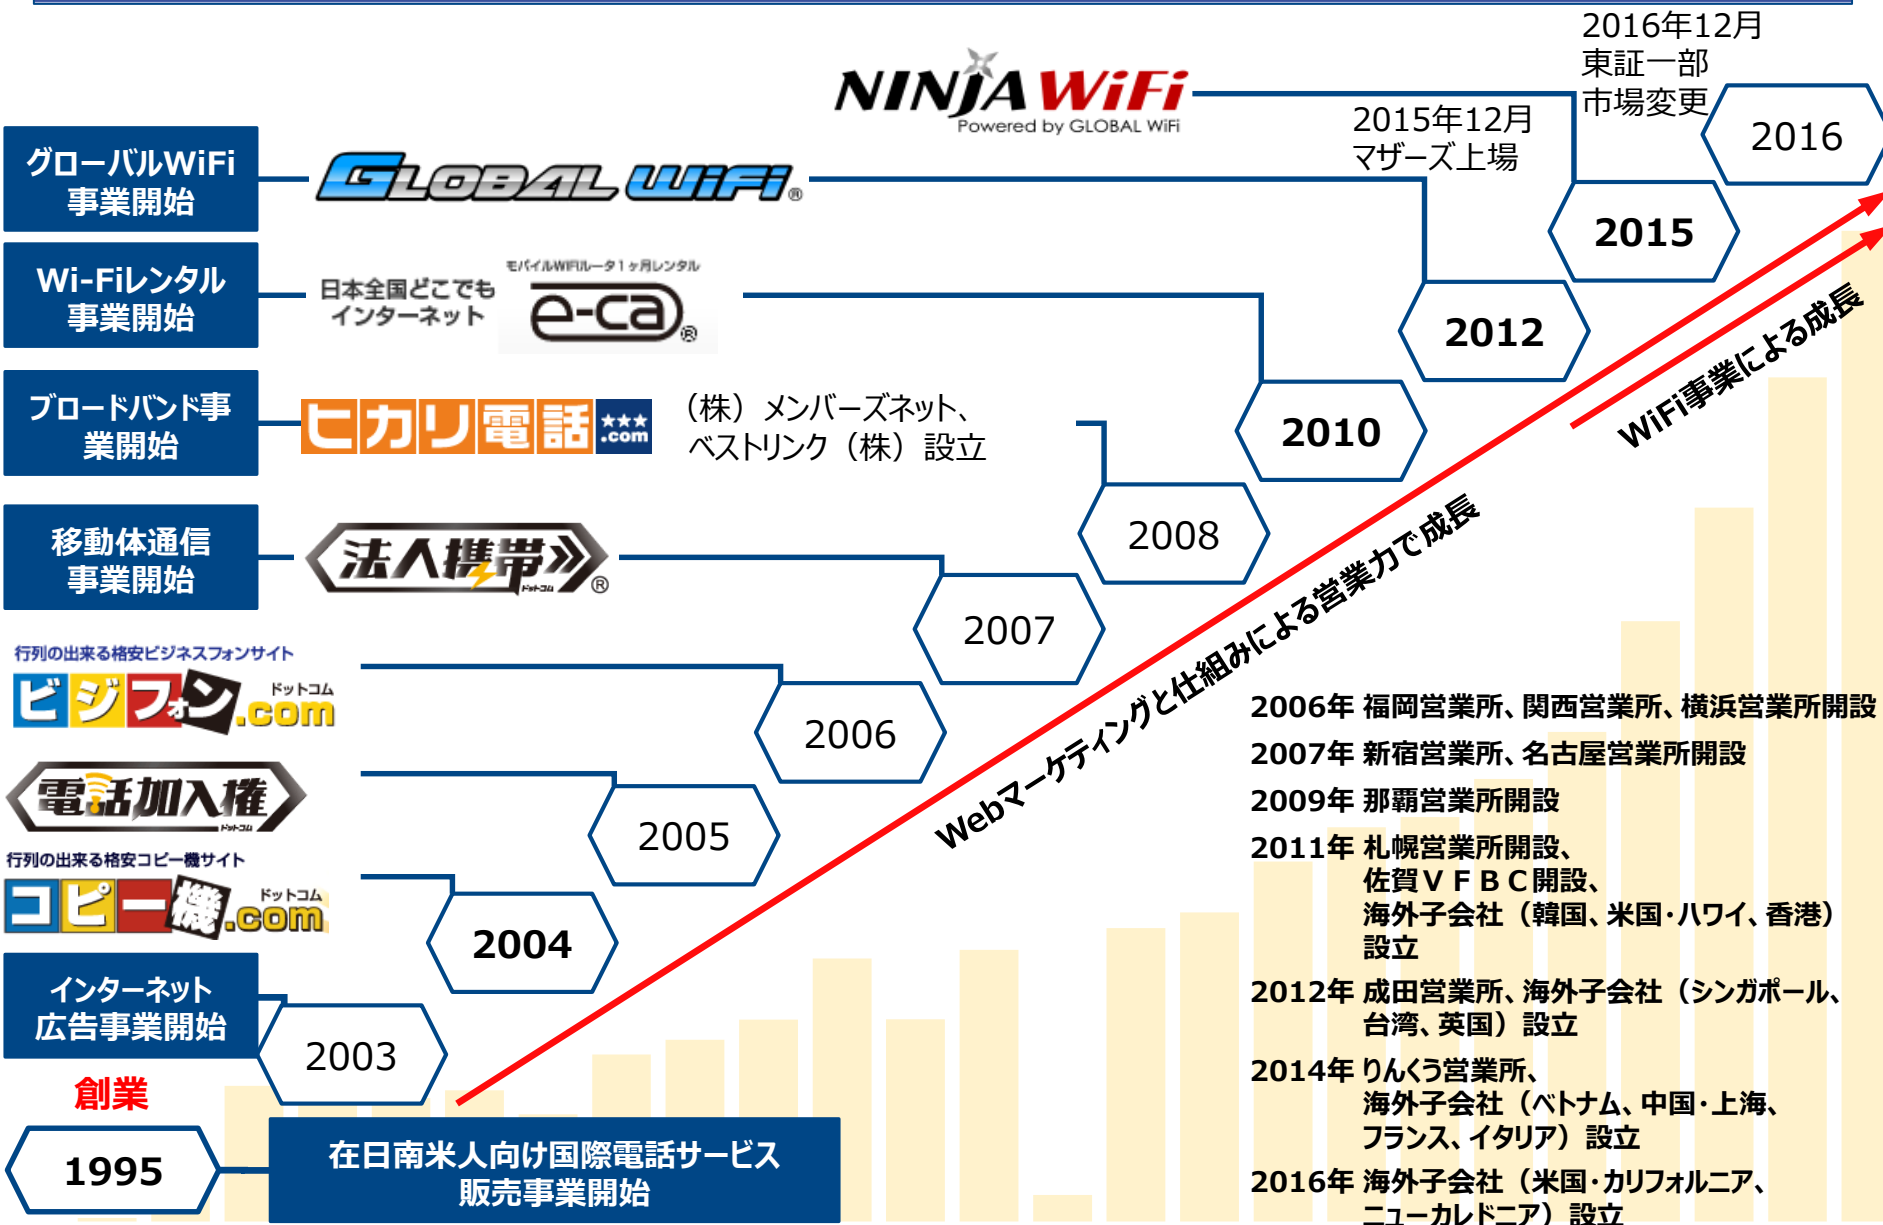 2016年12月
東証一部
市場変更
NINJA WiFi
Powered by GLOBAL WiFi
2015年12月
マザーズ上場
2016
グローバルWiFi
事業開始
GLOBAL WiFi®
2015
Wi-Fiレンタル
事業開始
日本全国どこでも
インターネット
モバイルWIFIルータ1ヶ月レンタル
e-ca®
2012
WiFi事業による成長
ブロードバンド事
業開始
ヒカリ電話★★★.com
（株）メンバーズネット、
ベストリンク（株）設立
2010
移動体通信
事業開始
法人携帯
ドットコム
®
2008
2007
Webマーケティングと仕組みによる営業力で成長
行列の出来る格安ビジネスフォンサイト
ビジフォン.com
ドットコム
2006
電話加入権
ドットコム
2005
行列の出来る格安コピー機サイト
コピー機.com
ドットコム
2004
インターネット
広告事業開始
2003
創業
1995
在日南米人向け国際電話サービス
販売事業開始
2006年 福岡営業所、関西営業所、横浜営業所開設
2007年 新宿営業所、名古屋営業所開設
2009年 那覇営業所開設
2011年 札幌営業所開設、
佐賀ＶＦＢＣ開設、
海外子会社（韓国、米国・ハワイ、香港）
設立
2012年 成田営業所、海外子会社（シンガポール、
台湾、英国）設立
2014年 りんくう営業所、
海外子会社（ベトナム、中国・上海、
フランス、イタリア）設立
2016年 海外子会社（米国・カリフォルニア、
ニューカレドニア）設立